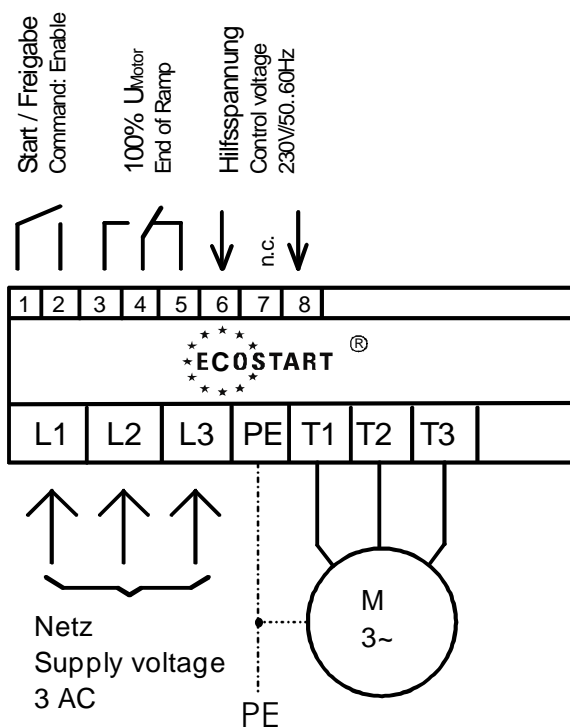 Start / Freigabe
Command: Enable
100% UMotor
End of Ramp
Hilfsspannung
Control voltage
230V/50..60Hz
n.c.
1 2 3 4 5 6 7 8
ECOSTART ®
L1 L2 L3 PE T1 T2 T3
M
3~
Netz
Supply voltage
3 AC
PE